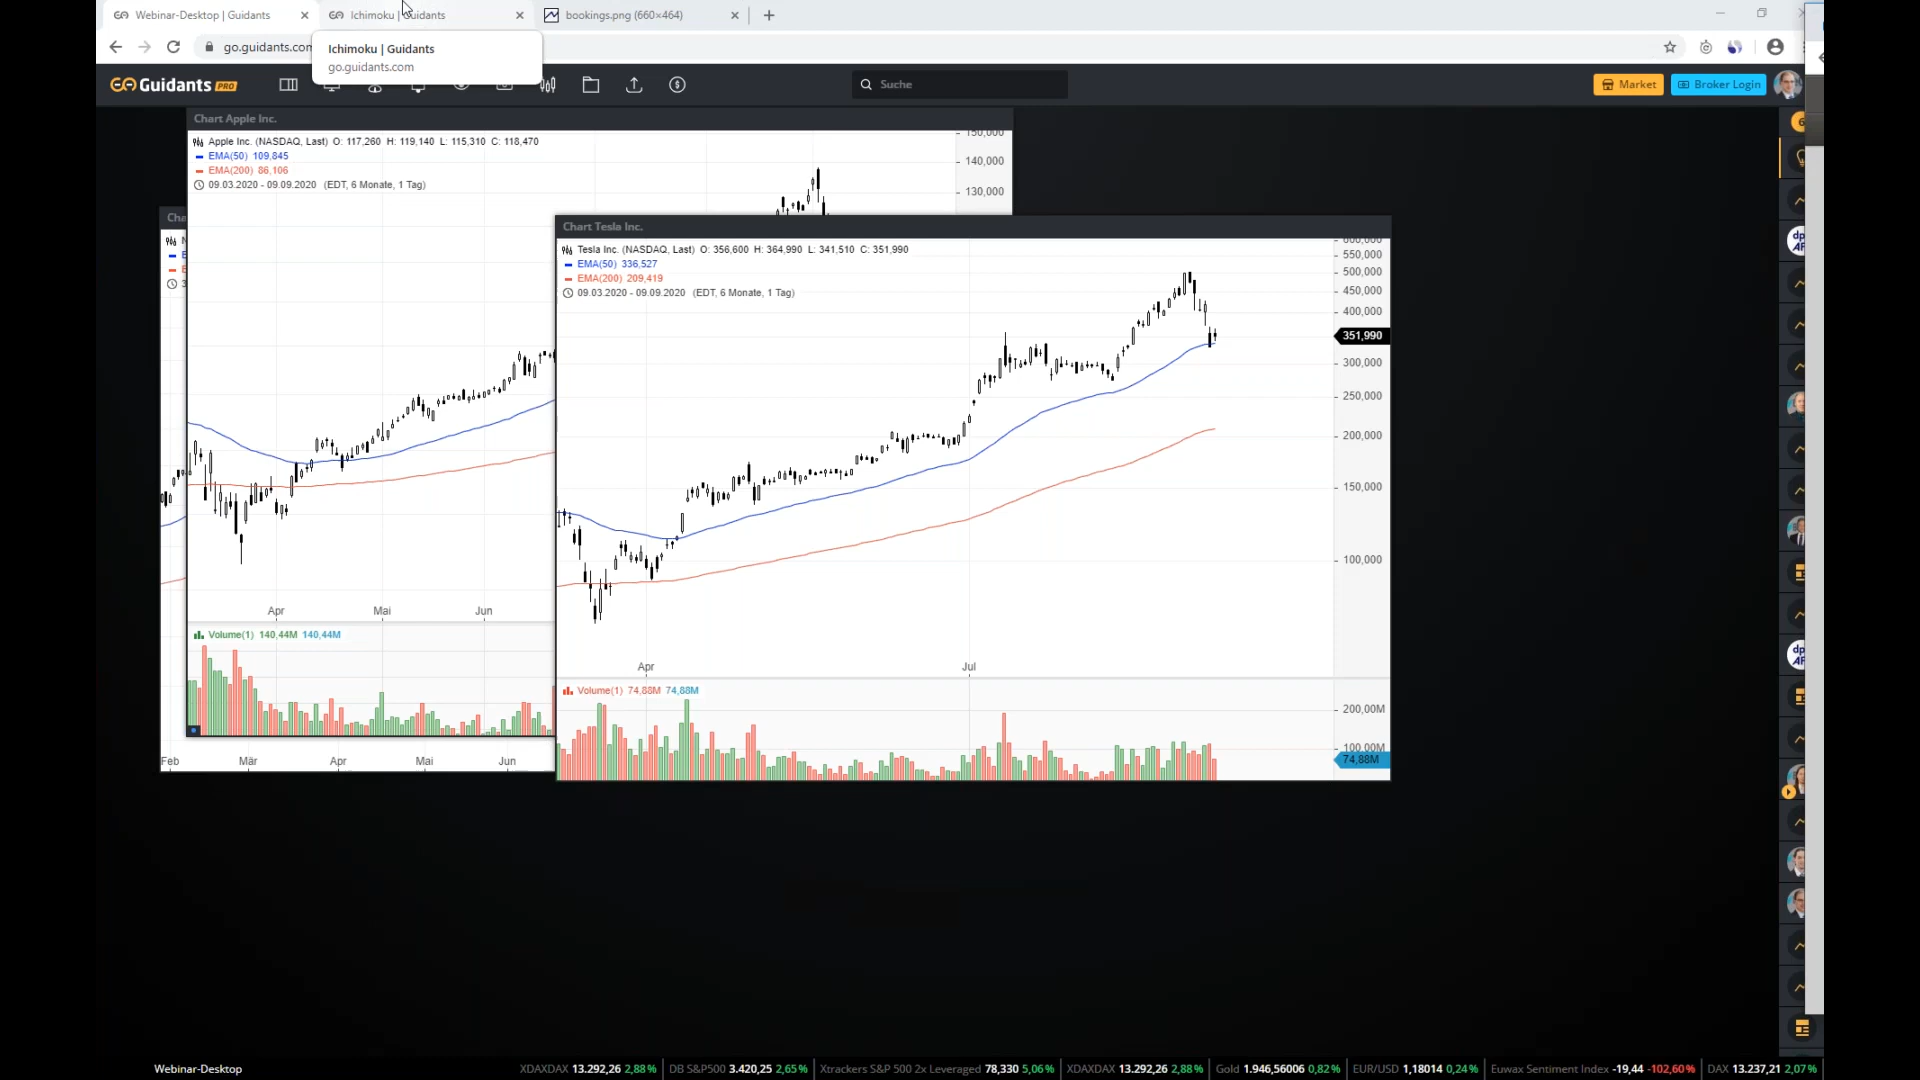 Webinar-Desktop | Guidants
Ichimoku | Guidants
bookings.png (660×464)
go.guidants.com
Ichimoku | Guidants
go.guidants.com
Guidants PRO
Suche
Market
Broker Login
Chart Apple Inc.
Apple Inc. (NASDAQ, Last) O: 117,260 H: 119,140 L: 115,310 C: 118,470
EMA(50) 109,845
EMA(200) 86,106
09.03.2020 - 09.09.2020 (EDT, 6 Monate, 1 Tag)
150,000
140,000
130,000
Apr
Mai
Jun
Volume(1) 140,44M 140,44M
Feb
Mär
Apr
Mai
Jun
Chart Tesla Inc.
Tesla Inc. (NASDAQ, Last) O: 356,600 H: 364,990 L: 341,510 C: 351,990
EMA(50) 336,527
EMA(200) 209,419
09.03.2020 - 09.09.2020 (EDT, 6 Monate, 1 Tag)
600,000
550,000
500,000
450,000
400,000
351,990
300,000
250,000
200,000
150,000
100,000
Apr
Jul
Volume(1) 74,88M 74,88M
200,00M
100,00M
74,88M
Webinar-Desktop
XDAXDAX 13.292,26 2,88%
DB S&P500 3.420,25 2,65%
Xtrackers S&P 500 2x Leveraged 78,330 5,06%
XDAXDAX 13.292,26 2,88%
Gold 1.946,56006 0,82%
EUR/USD 1,18014 0,24%
Euwax Sentiment Index -19,44 -102,60%
DAX 13.237,21 2,07%